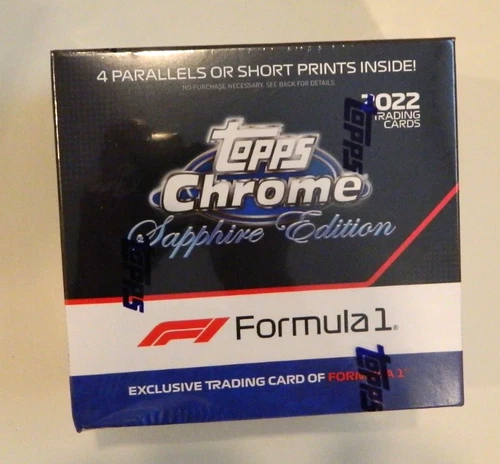 4 PARALLELS OR SHORT PRINTS INSIDE!
NO PURCHASE NECESSARY. SEE BACK FOR DETAILS.
2022
TRADING
CARDS
topps
topps
Chrome
Sapphire Edition
topps
F1
Formula 1®
topps
EXCLUSIVE TRADING CARD OF FORMULA 1®